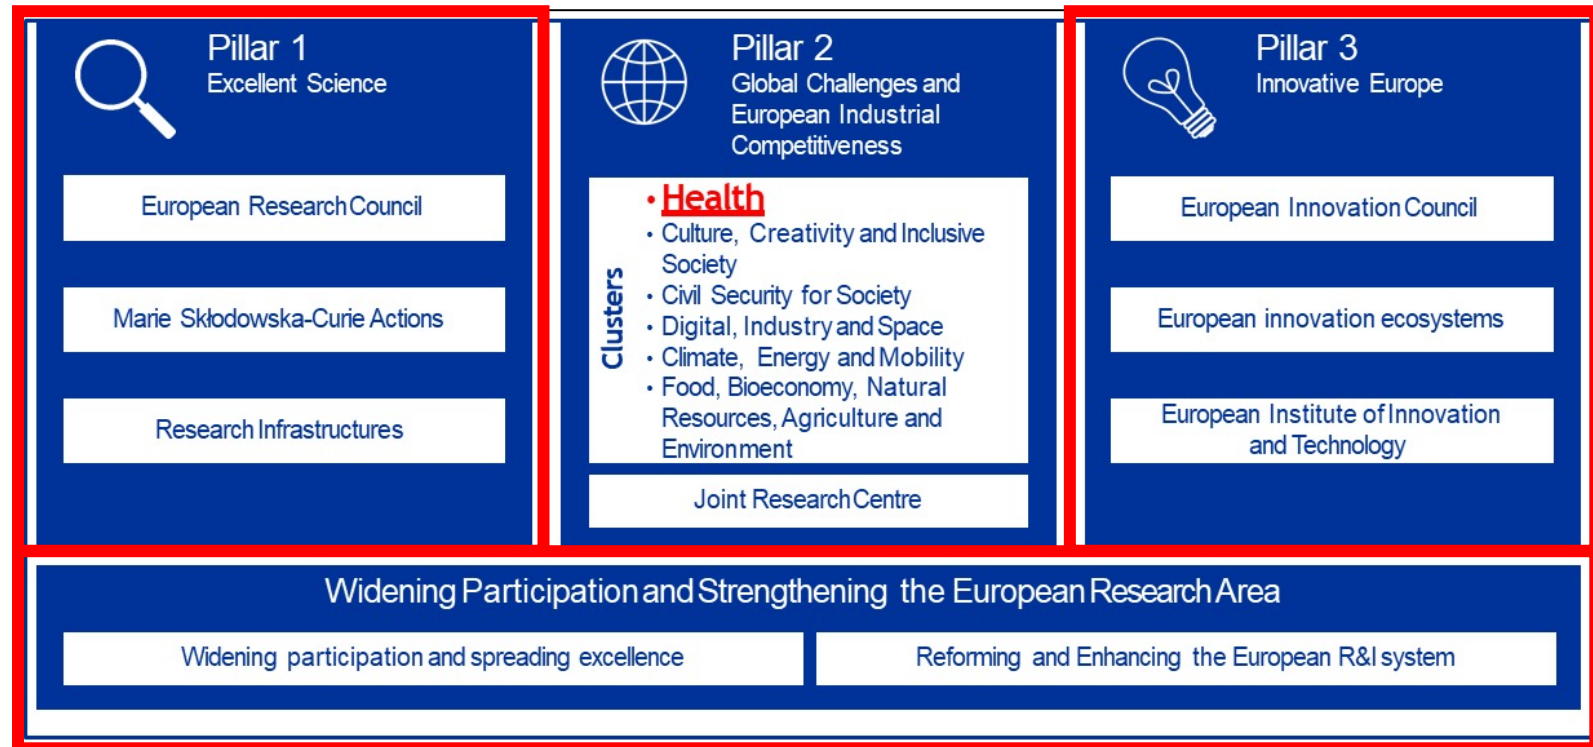 Pillar 1
Excellent Science
European Research Council
Marie Skłodowska-Curie Actions
Research Infrastructures
Pillar 2
Global Challenges and
European Industrial
Competitiveness
Clusters
• Health
• Culture, Creativity and Inclusive
Society
• Civil Security for Society
• Digital, Industry and Space
• Climate, Energy and Mobility
• Food, Bioeconomy, Natural
Resources, Agriculture and
Environment
Joint Research Centre
Pillar 3
Innovative Europe
European Innovation Council
European innovation ecosystems
European Institute of Innovation
and Technology
Widening Participation and Strengthening the European Research Area
Widening participation and spreading excellence
Reforming and Enhancing the European R&I system